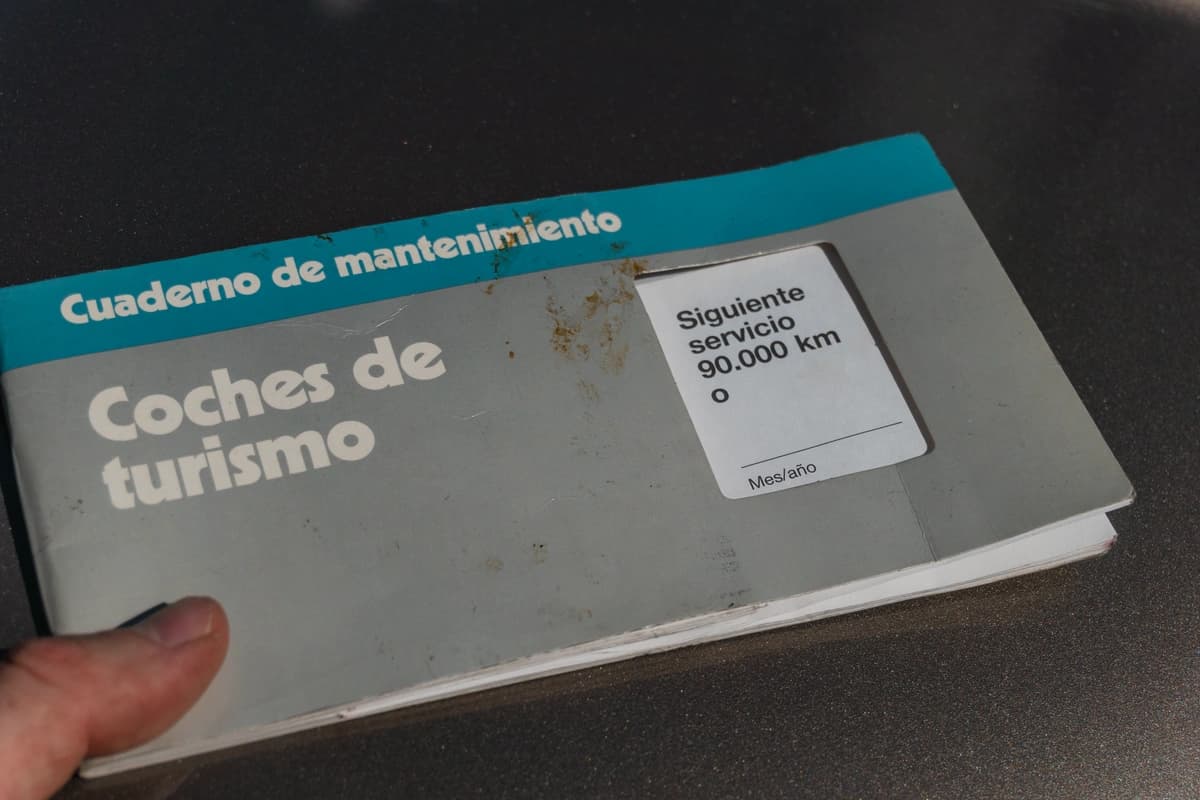 Cuaderno de mantenimiento
Coches de
turismo
Siguiente
servicio
90.000 km
o
Mes/año